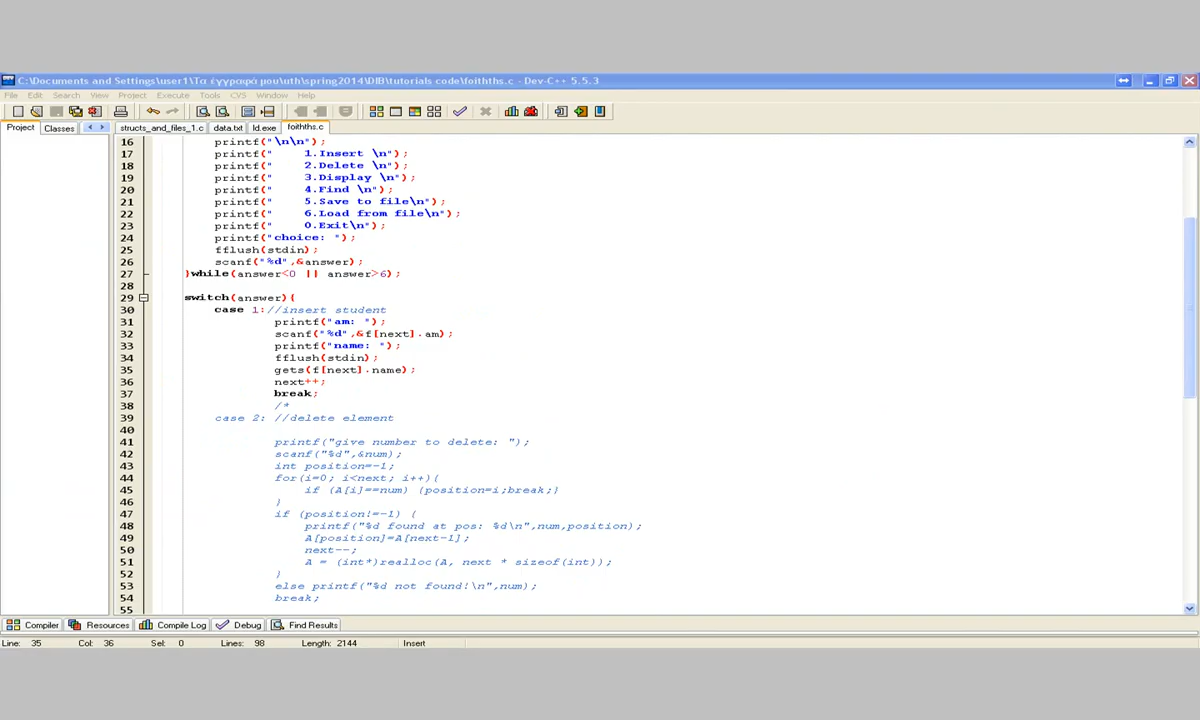 C:\Documents and Settings\user1\Τα έγγραφά μου\uth\spring2014\DIB\tutorials code\foithths.c - Dev-C++ 5.5.3
File Edit Search View Project Execute Tools CVS Window Help
Project Classes structs_and_files_1.c data.txt ld.exe foithths.c
16 printf("\n\n");
17 printf(" 1.Insert \n");
18 printf(" 2.Delete \n");
19 printf(" 3.Display \n");
20 printf(" 4.Find \n");
21 printf(" 5.Save to file\n");
22 printf(" 6.Load from file\n");
23 printf(" 0.Exit\n");
24 printf("choice: ");
25 fflush(stdin);
26 scanf("%d",&answer);
27 }while(answer<0 || answer>6);
28
29 switch(answer){
30 case 1://insert student
31 printf("am: ");
32 scanf("%d",&f[next].am);
33 printf("name: ");
34 fflush(stdin);
35 gets(f[next].name);
36 next++;
37 break;
38 /*
39 case 2: //delete element
40
41 printf("give number to delete: ");
42 scanf("%d",&num);
43 int position=-1;
44 for(i=0; i<next; i++){
45 if (A[i]==num) {position=i;break;}
46 }
47 if (position!=-1) {
48 printf("%d found at pos: %d\n",num,position);
49 A[position]=A[next-1];
50 next--;
51 A = (int*)realloc(A, next * sizeof(int));
52 }
53 else printf("%d not found!\n",num);
54 break;
55
Compiler Resources Compile Log Debug Find Results
Line: 35 Col: 36 Sel: 0 Lines: 98 Length: 2144 Insert